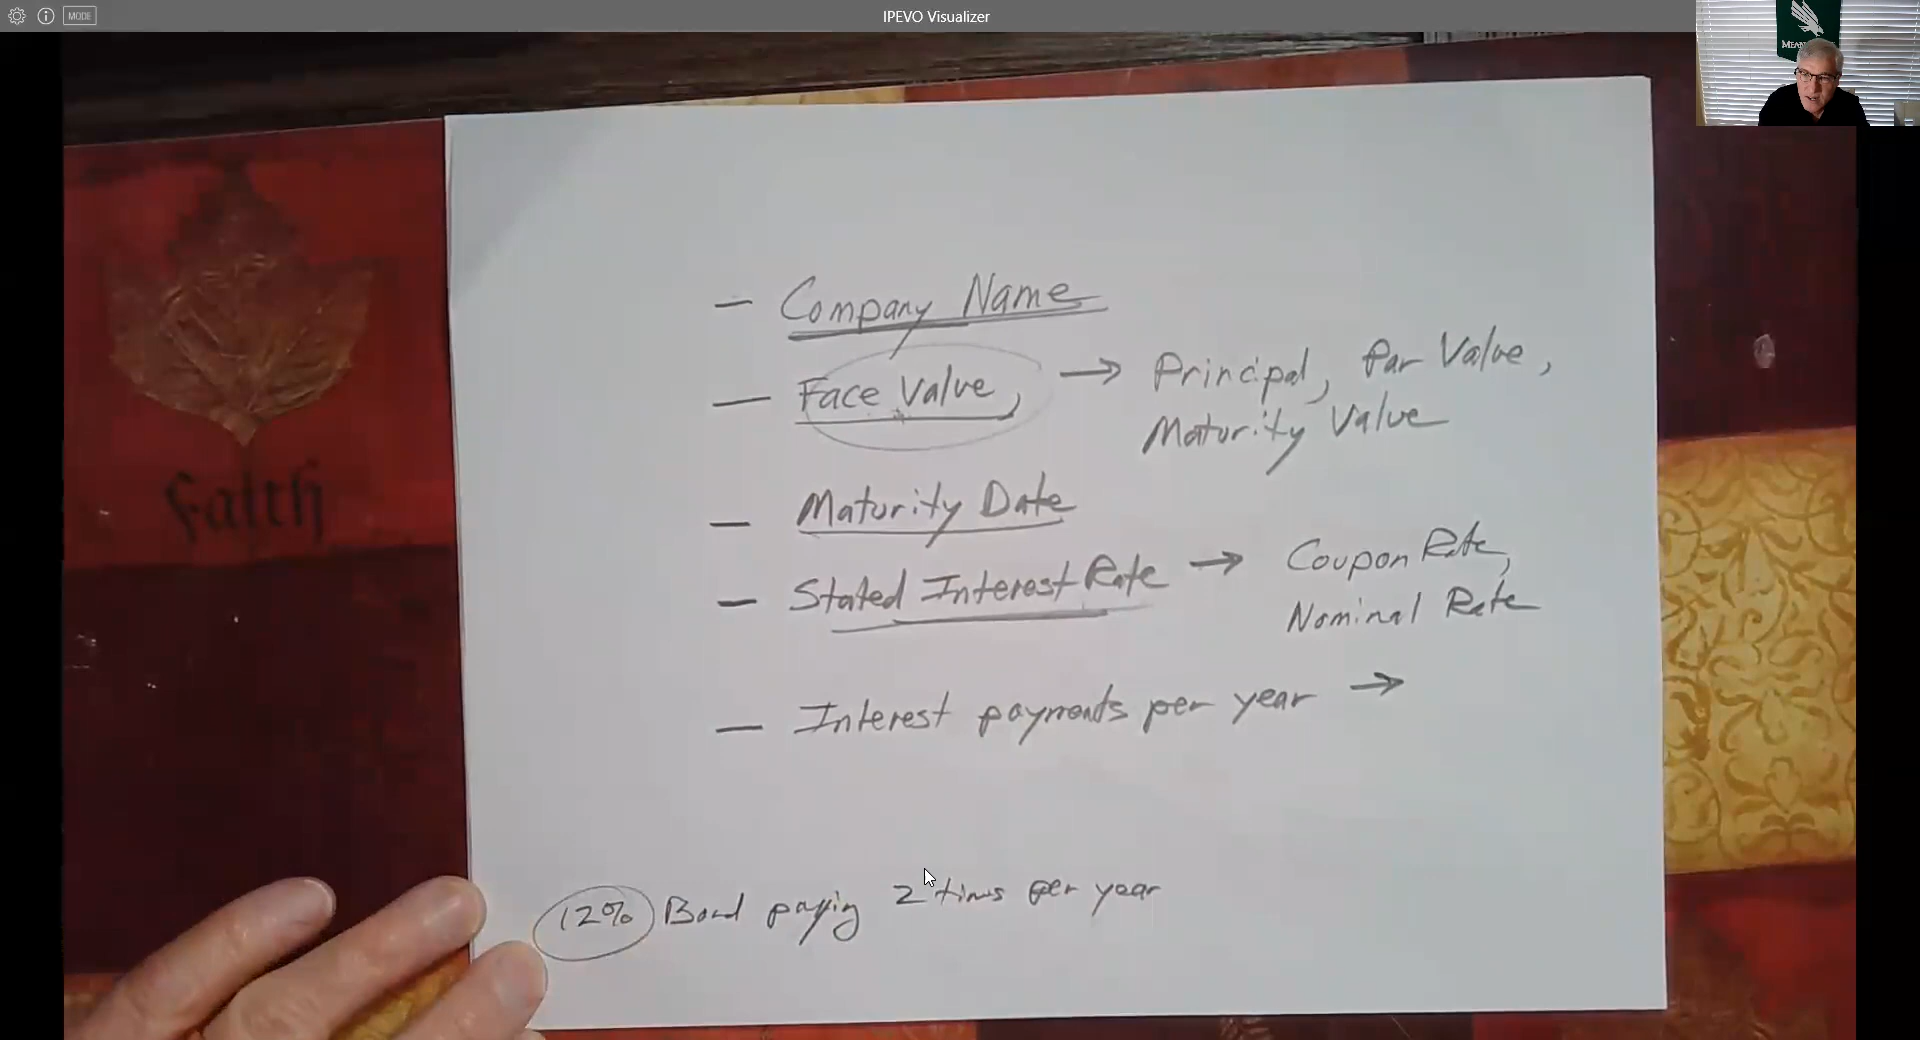 MODE
IPEVO Visualizer
MEAN
— Company Name
— Face Value, → Principal, Par Value,
Maturity Value
— Maturity Date
— Stated Interest Rate → Coupon Rate,
Nominal Rate
— Interest payments per year →
12% Bond paying 2 times per year
Faith